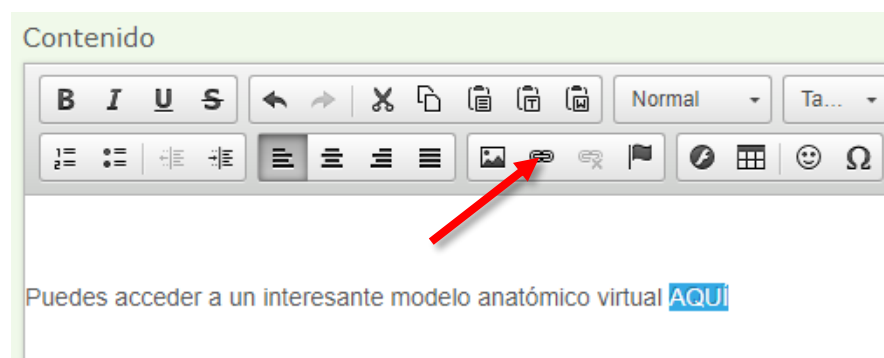 Contenido
B I U S Normal Ta...
Ω
Puedes acceder a un interesante modelo anatómico virtual AQUÍ